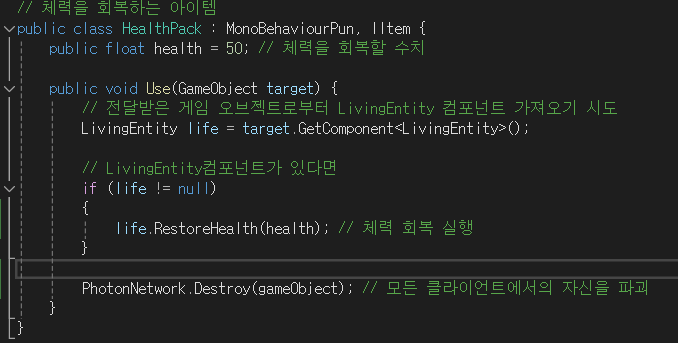 // 체력을 회복하는 아이템
public class HealthPack : MonoBehaviourPun, IItem {
public float health = 50; // 체력을 회복할 수치
public void Use(GameObject target) {
// 전달받은 게임 오브젝트로부터 LivingEntity 컴포넌트 가져오기 시도
LivingEntity life = target.GetComponent<LivingEntity>();
// LivingEntity컴포넌트가 있다면
if (life != null)
{
life.RestoreHealth(health); // 체력 회복 실행
}
PhotonNetwork.Destroy(gameObject); // 모든 클라이언트에서의 자신을 파괴
}
}